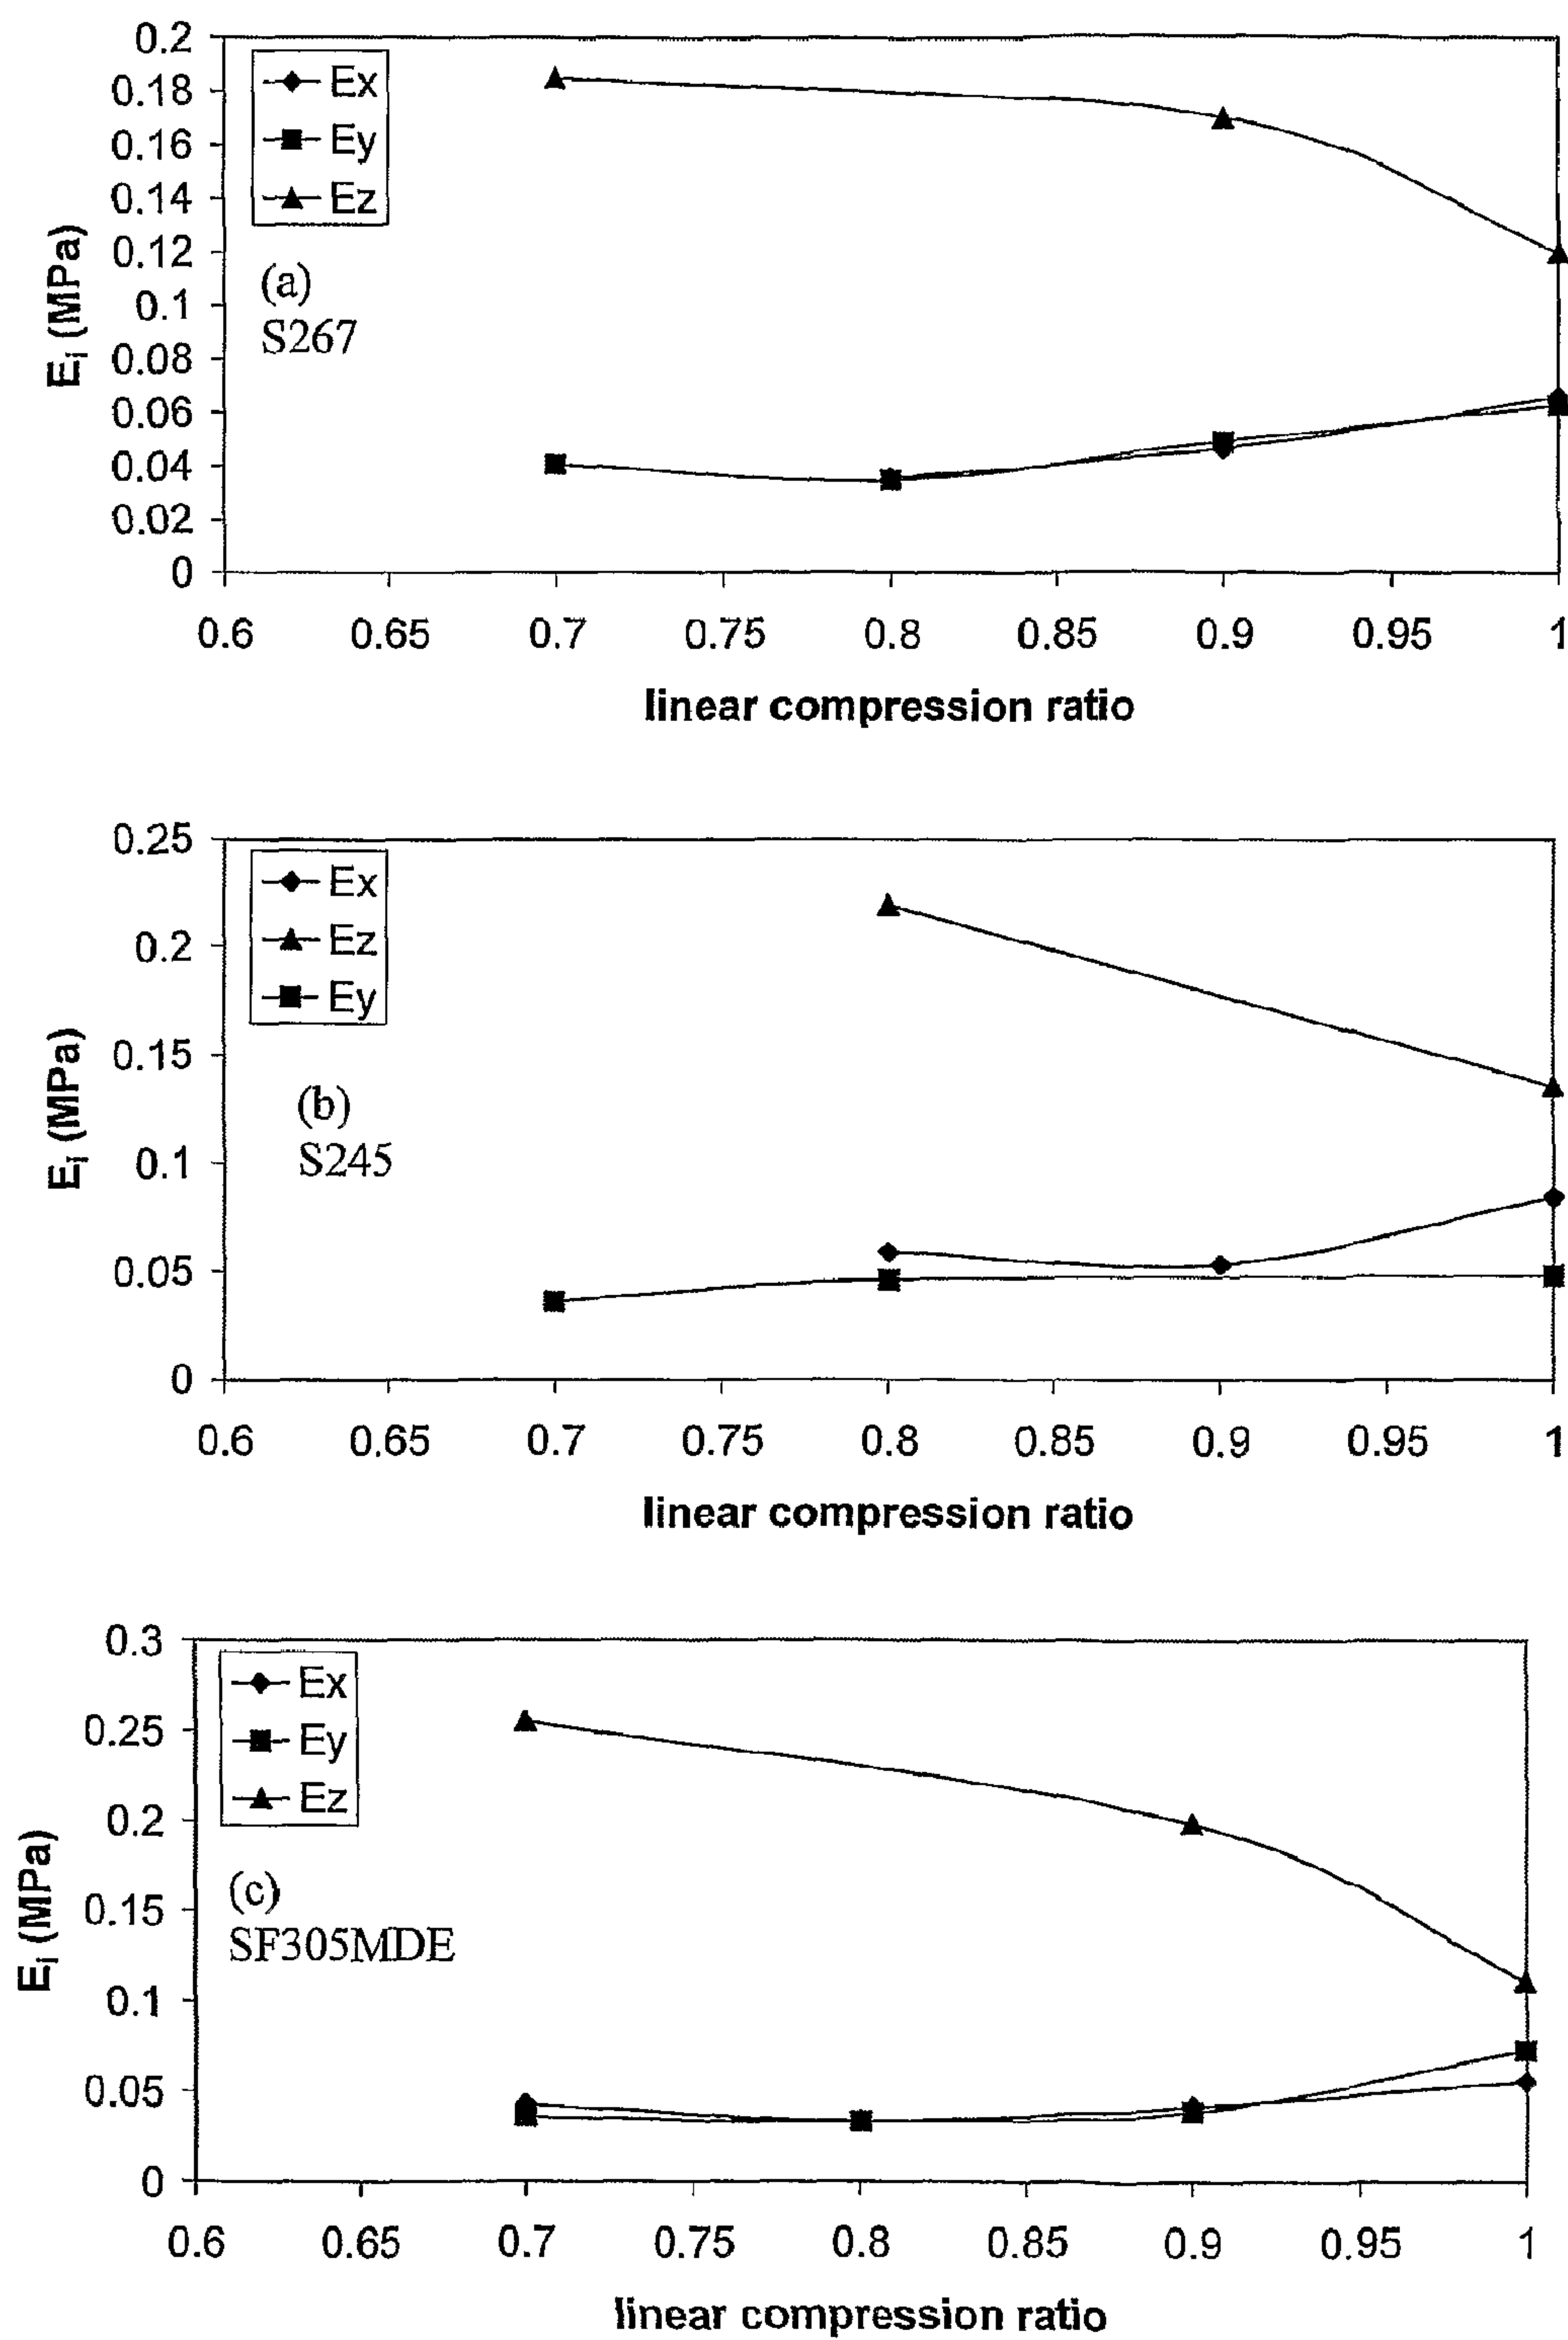 0.2
0.18
0.16
0.14
0.12
0.1
0.08
0.06
0.04
0.02
0
Ex
Ey
Ez
(a)
S267
Ei (MPa)
0.6 0.65 0.7 0.75 0.8 0.85 0.9 0.95 1
linear compression ratio
0.25
0.2
0.15
0.1
0.05
0
Ex
Ez
Ey
(b)
S245
Ei (MPa)
0.6 0.65 0.7 0.75 0.8 0.85 0.9 0.95 1
linear compression ratio
0.3
0.25
0.2
0.15
0.1
0.05
0
Ex
Ey
Ez
(c)
SF305MDE
Ei (MPa)
0.6 0.65 0.7 0.75 0.8 0.85 0.9 0.95 1
linear compression ratio